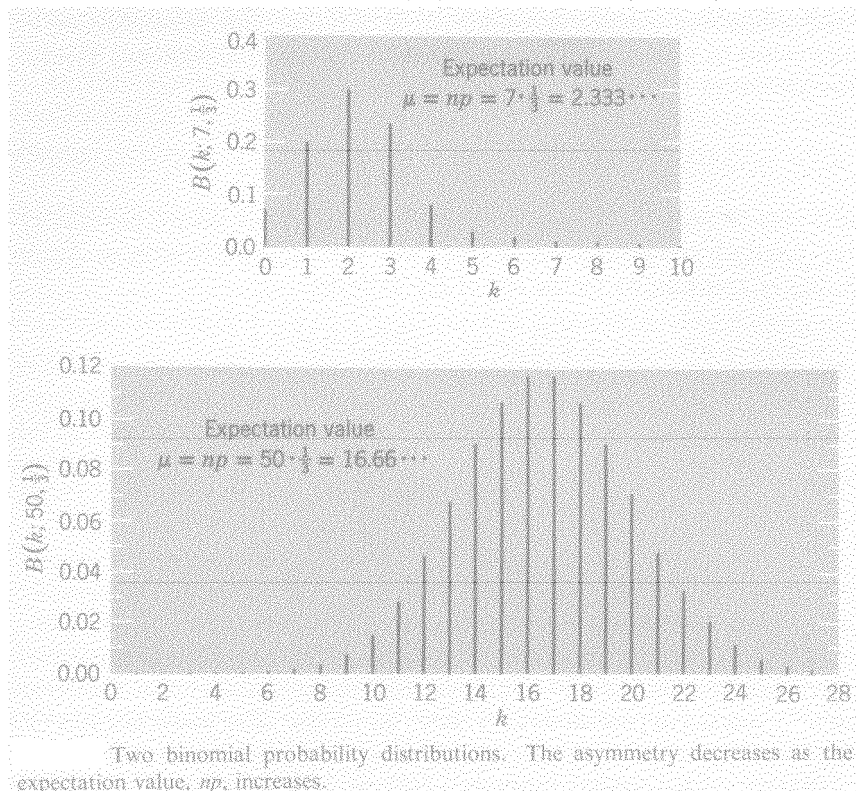 0.4
0.3
0.2
0.1
0.0
B(k; 7, 1/3)
Expectation value
μ = np = 7 · 1/3 = 2.333 ···
0 1 2 3 4 5 6 7 8 9 10
k
0.12
0.10
0.08
0.06
0.04
0.02
0.00
B(k; 50, 1/3)
Expectation value
μ = np = 50 · 1/3 = 16.66 ···
0 2 4 6 8 10 12 14 16 18 20 22 24 26 28
k
Two binomial probability distributions. The asymmetry decreases as the
expectation value, np, increases.